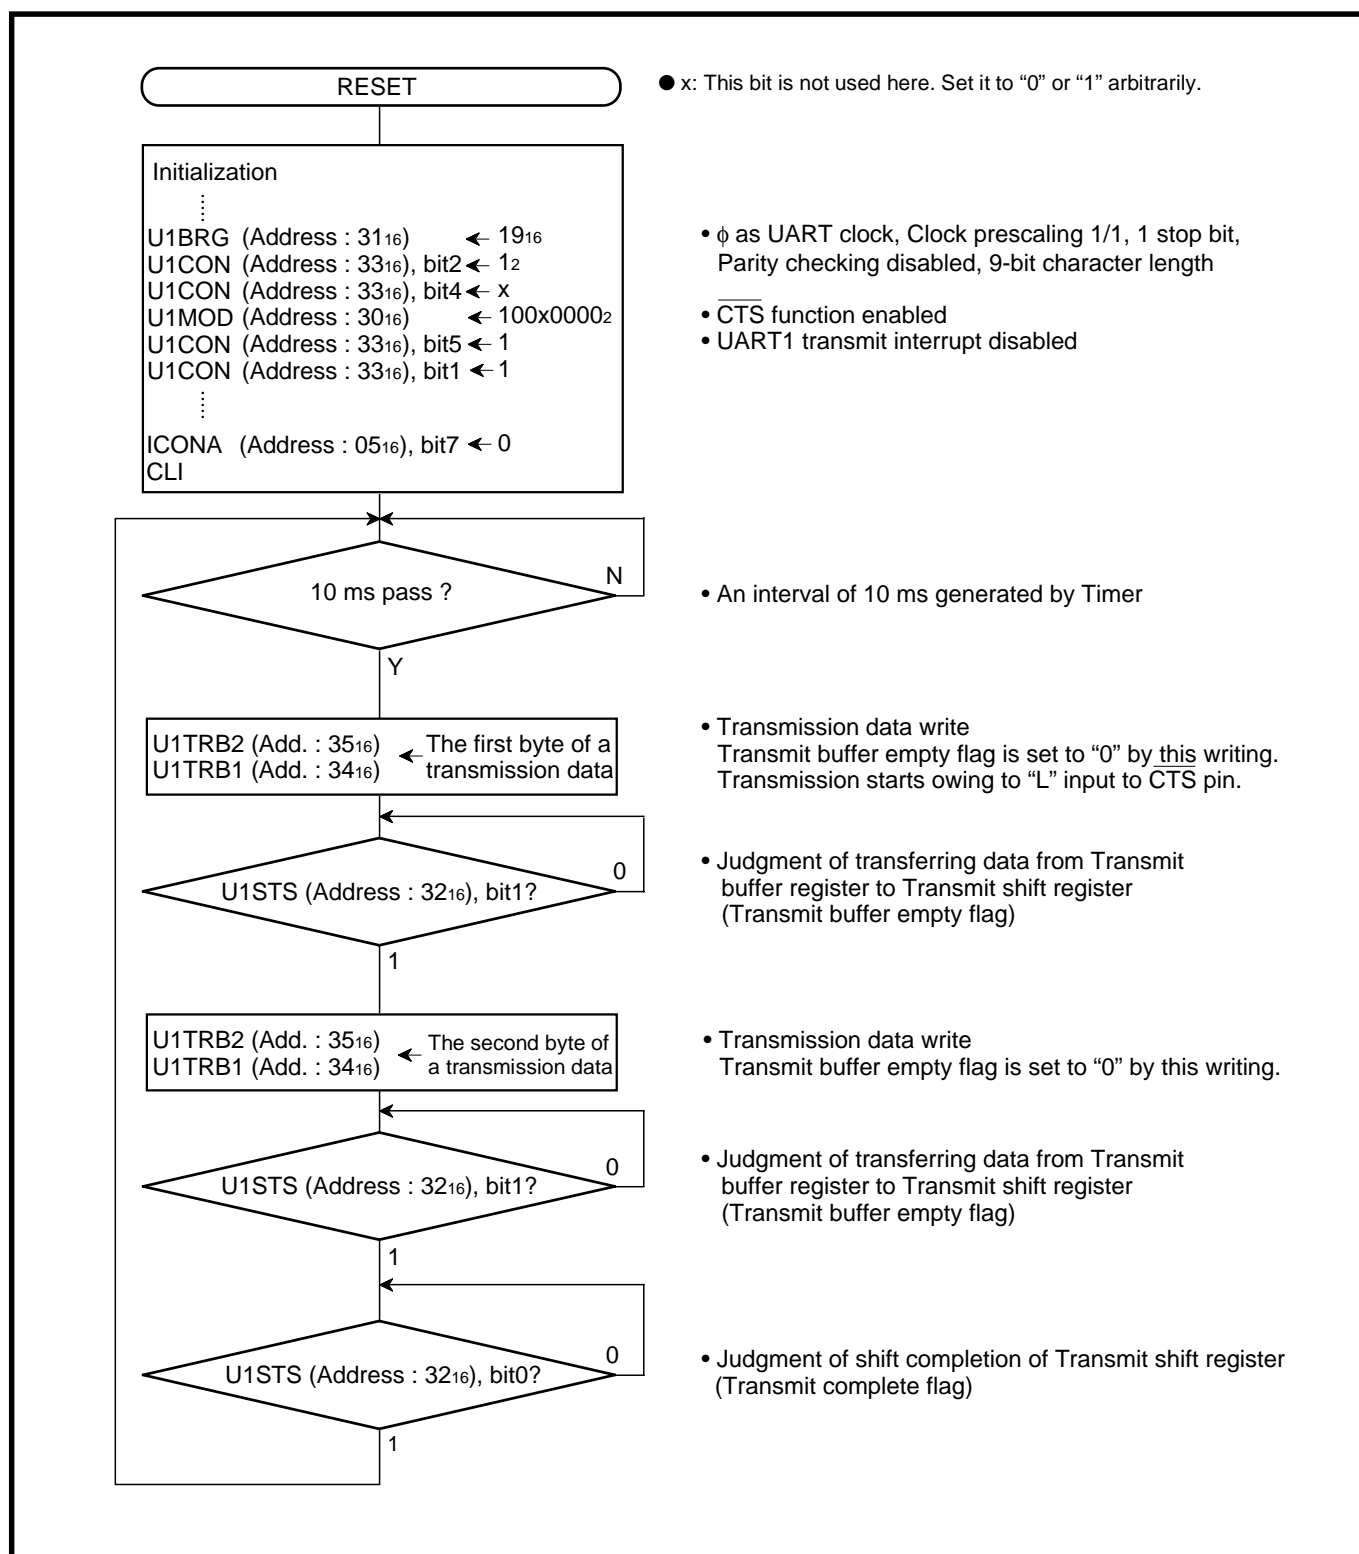 RESET
● x: This bit is not used here. Set it to “0” or “1” arbitrarily.
Initialization
U1BRG (Address : 3116) ← 1916
U1CON (Address : 3316), bit2 ← 12
U1CON (Address : 3316), bit4 ← x
U1MOD (Address : 3016) ← 100x00002
U1CON (Address : 3316), bit5 ← 1
U1CON (Address : 3316), bit1 ← 1
ICONA (Address : 0516), bit7 ← 0
CLI
• ϕ as UART clock, Clock prescaling 1/1, 1 stop bit,
Parity checking disabled, 9-bit character length
• CTS function enabled
• UART1 transmit interrupt disabled
10 ms pass ?
N
Y
• An interval of 10 ms generated by Timer
U1TRB2 (Add. : 3516)
U1TRB1 (Add. : 3416)
← The first byte of a
transmission data
• Transmission data write
Transmit buffer empty flag is set to “0” by this writing.
Transmission starts owing to “L” input to CTS pin.
U1STS (Address : 3216), bit1?
0
1
• Judgment of transferring data from Transmit
buffer register to Transmit shift register
(Transmit buffer empty flag)
U1TRB2 (Add. : 3516)
U1TRB1 (Add. : 3416)
← The second byte of
a transmission data
• Transmission data write
Transmit buffer empty flag is set to “0” by this writing.
U1STS (Address : 3216), bit1?
0
1
• Judgment of transferring data from Transmit
buffer register to Transmit shift register
(Transmit buffer empty flag)
U1STS (Address : 3216), bit0?
0
1
• Judgment of shift completion of Transmit shift register
(Transmit complete flag)